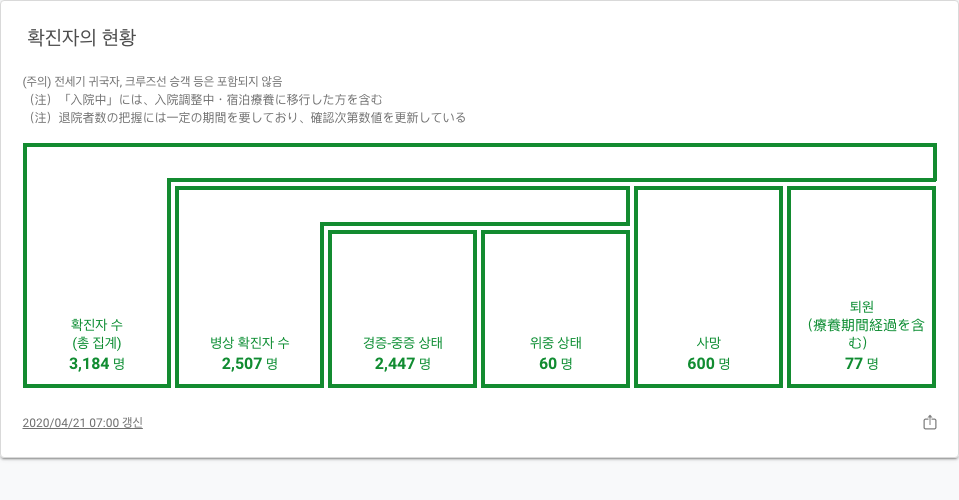 확진자의 현황
(주의) 전세기 귀국자, 크루즈선 승객 등은 포함되지 않음
（注）「入院中」には、入院調整中・宿泊療養に移行した方を含む
（注）退院者数の把握には一定の期間を要しており、確認次第数値を更新している
확진자 수
(총 집계)
3,184 명
병상 확진자 수
2,507 명
경증-중증 상태
2,447 명
위중 상태
60 명
사망
600 명
퇴원
（療養期間経過を含
む）
77 명
2020/04/21 07:00 갱신